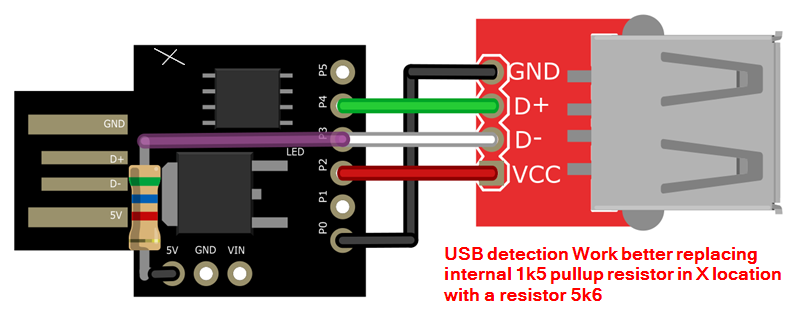 X
P5
P4
P3
P2
P1
P0
GND
D+
D-
5V
LED
5V
GND
VIN
GND
D+
D-
VCC
USB detection Work better replacing
internal 1k5 pullup resistor in X location
with a resistor 5k6